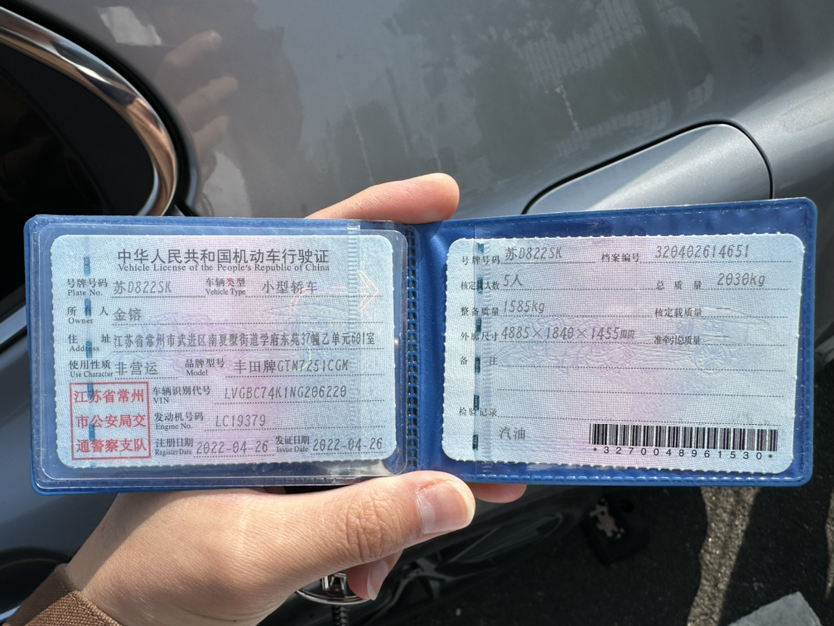 中华人民共和国机动车行驶证
Vehicle License of the People's Republic of China
号牌号码 苏D822SK 车辆类型 小型轿车
Plate No. Vehicle Type
所有人 金镕
Owner
住址 江苏省常州市武进区南夏墅街道学府东苑37幢乙单元601室
Address
使用性质 非营运 品牌型号 丰田牌GTM7251CGM
Use Character Model
江苏省常州
市公安局交
通警察支队
车辆识别代号 LVGBC74K1NG206220
VIN
发动机号码 LC19379
Engine No.
注册日期 2022-04-26 发证日期 2022-04-26
Register Date Issue Date
号牌号码 苏D822SK 档案编号 320402614651
核定载人数 5人 总质量 2030kg
整备质量 1585kg 核定载质量
外廓尺寸 4885×1840×1455mm 准牵引总质量
备注
检验记录
汽油
*3270048961530*